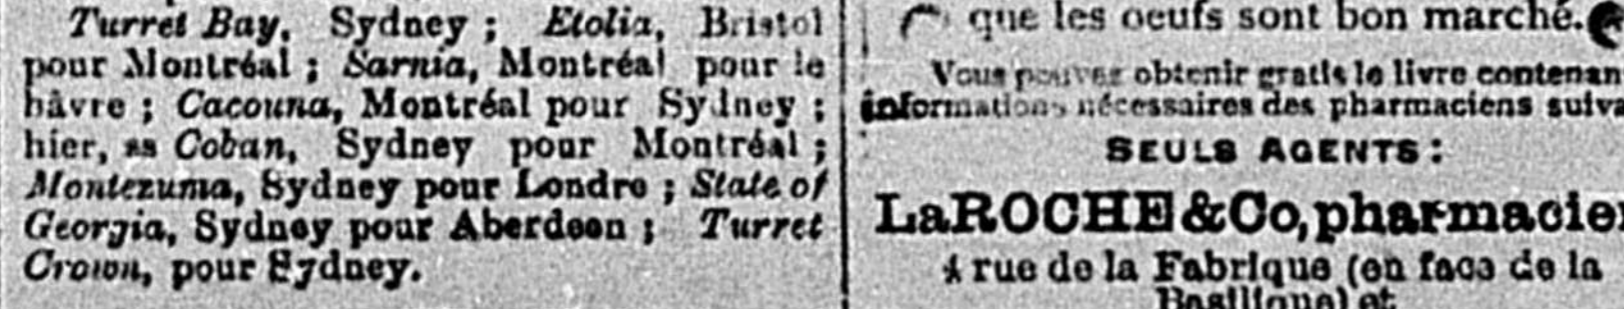 Turret Bay, Sydney ; Etolia, Bristol
pour Montréal ; Sarnia, Montréal pour le
hâvre ; Cacouna, Montréal pour Sydney ;
hier, ss Coban, Sydney pour Montréal ;
Montezuma, Sydney pour Londre ; State of
Georgia, Sydney pour Aberdeen ; Turret
Crown, pour Sydney.
que les oeufs sont bon marché.
Vous pouvez obtenir gratis le livre contenan
informations nécessaires des pharmaciens suiva
SEULS AGENTS :
LaROCHE & Co, pharmacie
4 rue de la Fabrique (en face de la
Basilique) et